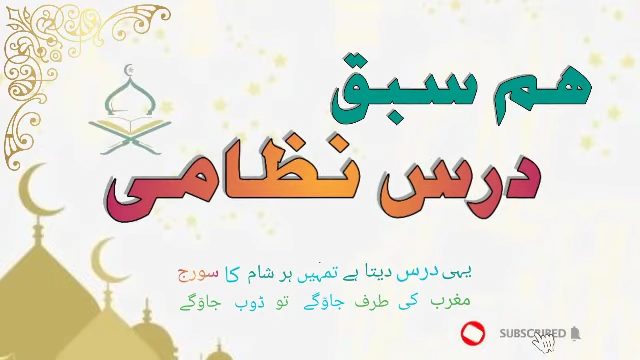 ھم سبق
درس نظامی
یہی درس دیتا ہے تمہیں ہر شام کا سورج
مغرب کی طرف جاؤگے تو ڈوب جاؤگے
SUBSCRIBED